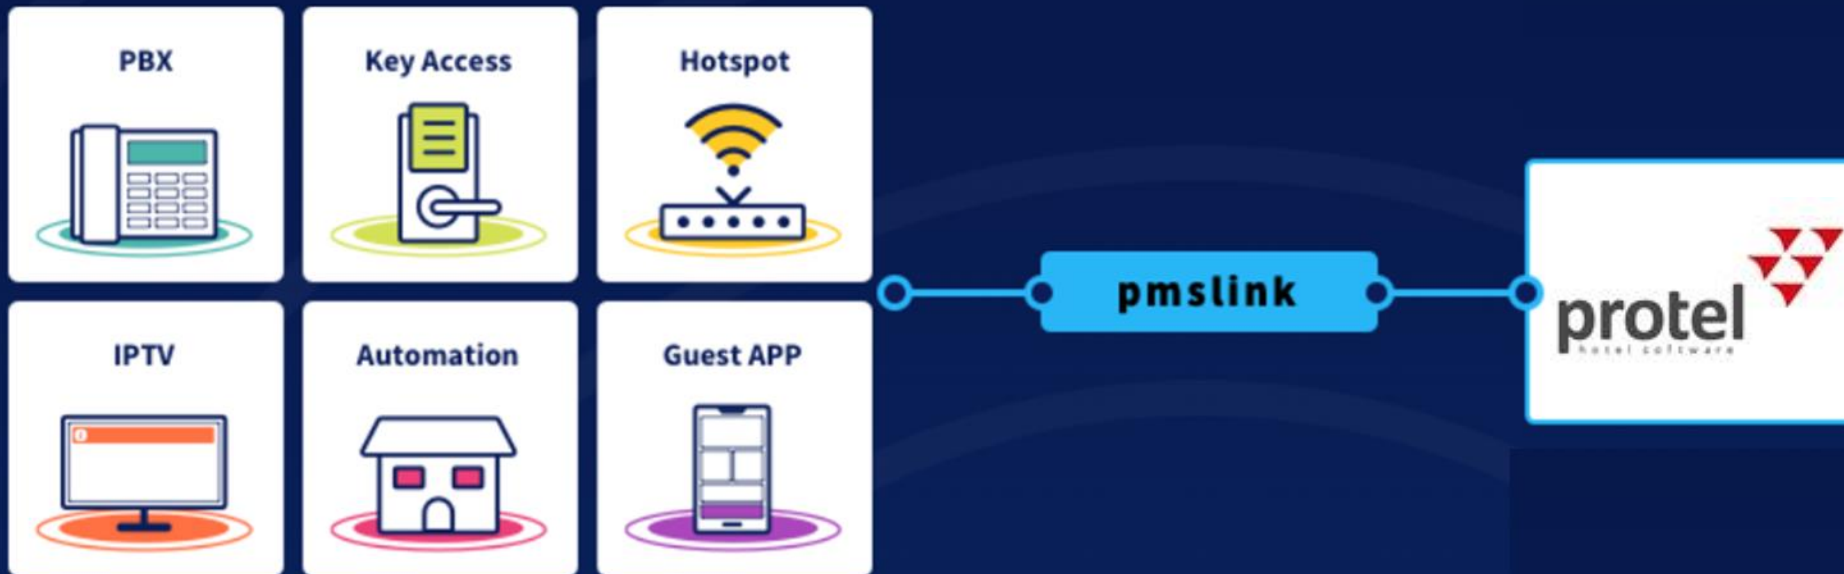 PBX
Key Access
Hotspot
IPTV
Automation
Guest APP
pmslink
protel
hotel software